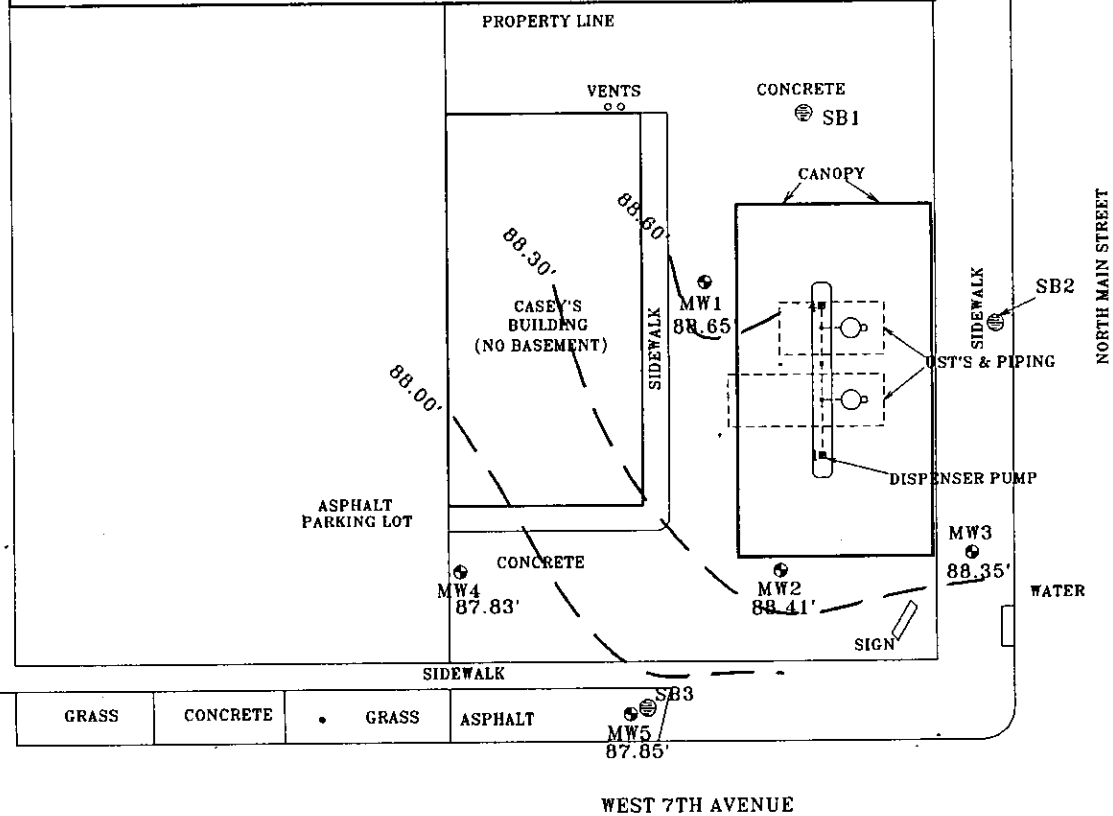 PROPERTY LINE
VENTS
CONCRETE
SB1
CANOPY
88.60'
88.30'
MW1
88.65'
SIDEWALK
SB2
NORTH MAIN STREET
CASEY'S
BUILDING
(NO BASEMENT)
SIDEWALK
UST'S & PIPING
88.00'
DISPENSER PUMP
ASPHALT
PARKING LOT
MW3
88.35'
CONCRETE
MW4
87.83'
MW2
88.41'
WATER
SIGN
SIDEWALK
SB3
GRASS
CONCRETE
GRASS
ASPHALT
MW5
87.85'
WEST 7TH AVENUE